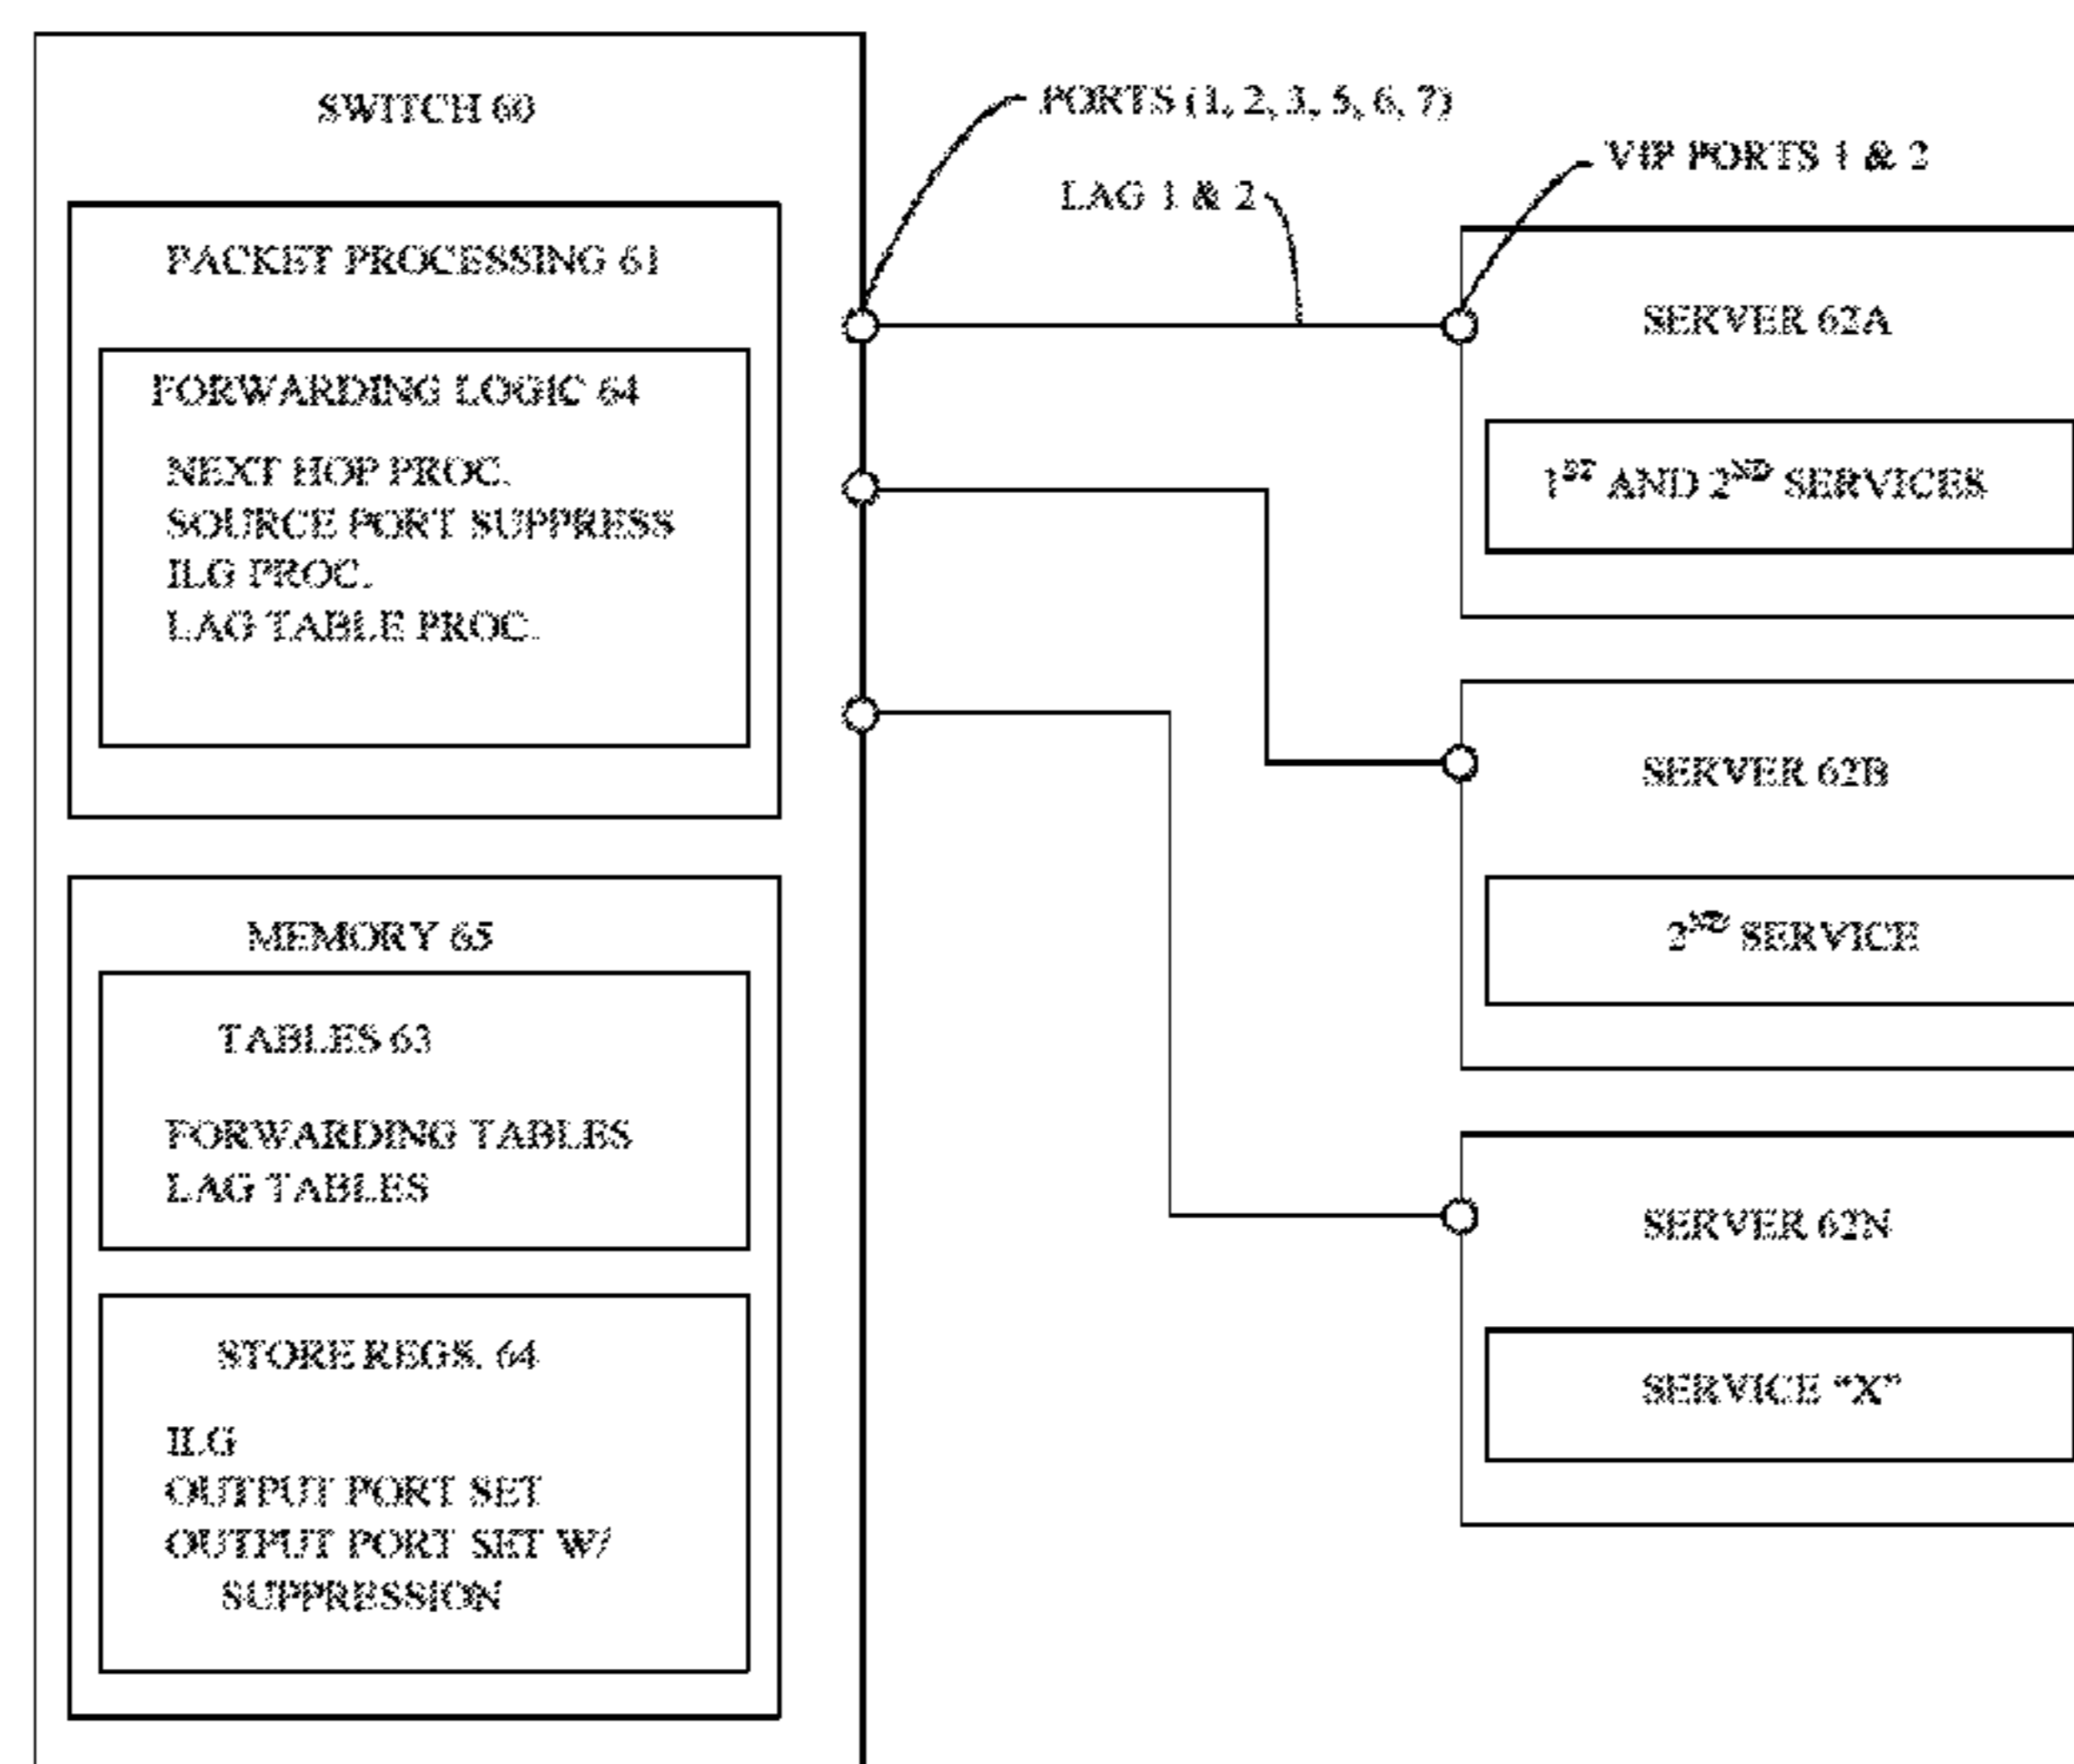 SWITCH 60
PACKET PROCESSING 61
FORWARDING LOGIC 64
NEXT HOP PROC.
SOURCE PORT SUPPRESS
ILG PROC.
LAG TABLE PROC.
MEMORY 65
TABLES 63
FORWARDING TABLES
LAG TABLES
STORE REGS. 64
ILG
OUTPUT PORT SET
OUTPUT PORT SET W/
SUPPRESSION
PORTS (1, 2, 3, 5, 6, 7)
LAG 1 & 2
VIP PORTS 1 & 2
SERVER 62A
1ST AND 2ND SERVICES
SERVER 62B
2ND SERVICE
SERVER 62N
SERVICE “X”